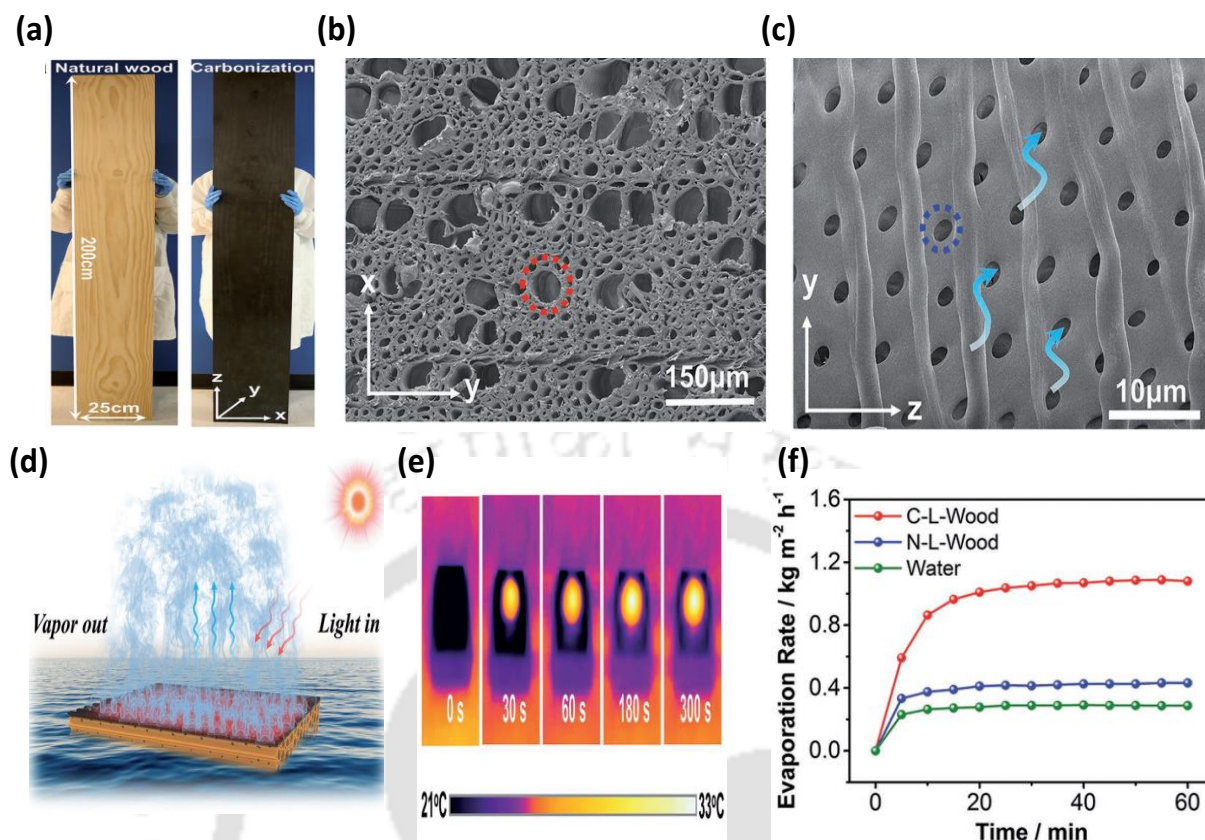 (a)
Natural wood
Carbonization
200cm
25cm
z
y
x
(b)
x
y
150µm
(c)
y
z
10µm
(d)
Vapor out
Light in
(e)
0 s
30 s
60 s
180 s
300 s
21ºC
33ºC
(f)
Evaporation Rate / kg m⁻² h⁻¹
1.6
1.2
0.8
0.4
0.0
C-L-Wood
N-L-Wood
Water
0
20
40
60
Time / min